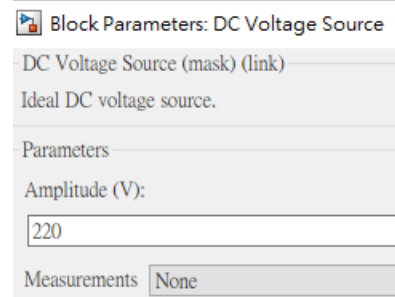 Block Parameters: DC Voltage Source
DC Voltage Source (mask) (link)
Ideal DC voltage source.
Parameters
Amplitude (V):
220
Measurements None